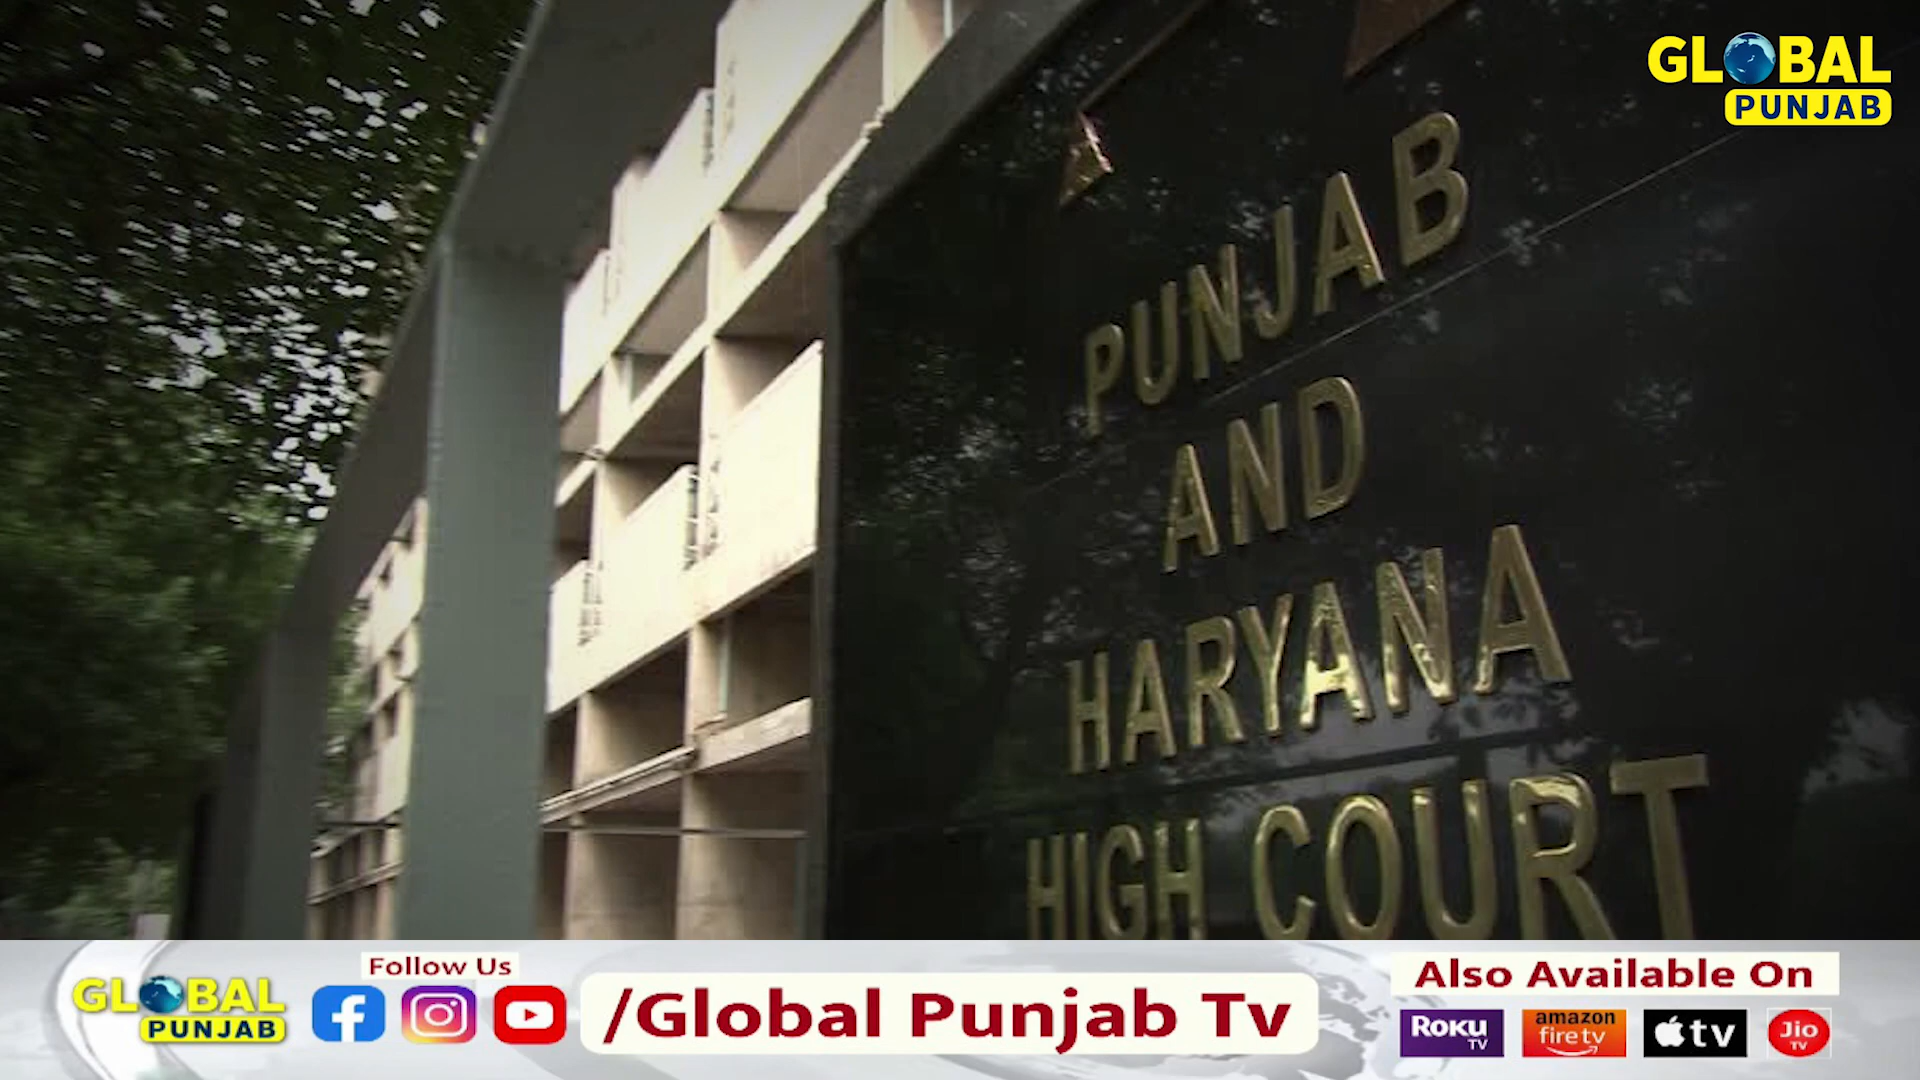 GLOBAL
PUNJAB
PUNJAB
AND
HARYANA
HIGH COURT
GLOBAL
PUNJAB
Follow Us
/Global Punjab Tv
Also Available On
ROKU
TV
amazon
fire tv
tv
Jio
TV